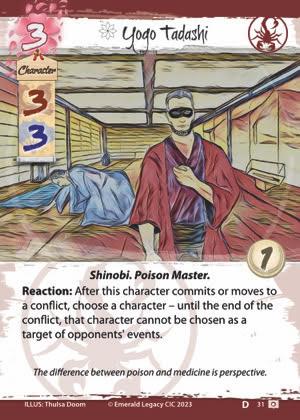 3
Yogo Tadashi
Character
3
3
1
Shinobi. Poison Master.
Reaction: After this character commits or moves to
a conflict, choose a character – until the end of the
conflict, that character cannot be chosen as a
target of opponents' events.
The difference between poison and medicine is perspective.
ILLUS: Thulsa Doom © Emerald Legacy CIC 2023 D 31